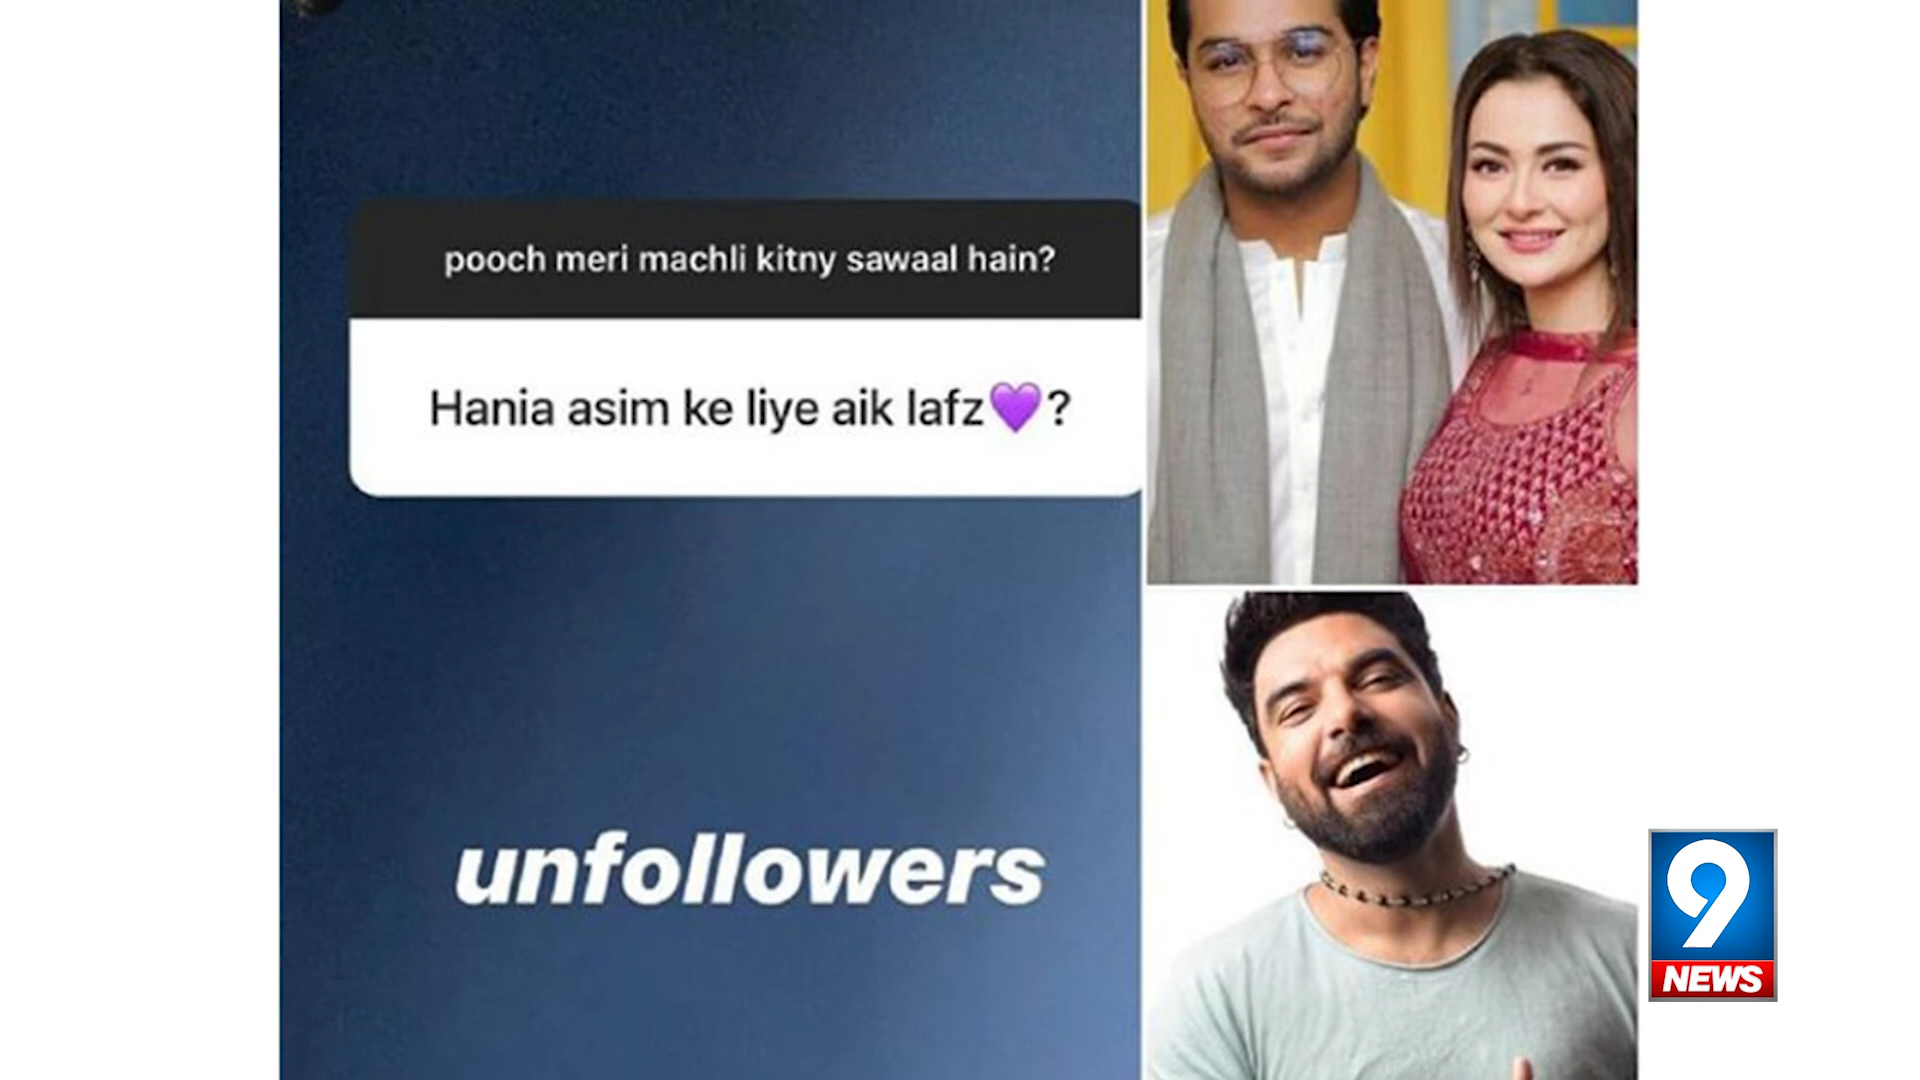 pooch meri machli kitny sawaal hain?
Hania asim ke liye aik lafz💜?
unfollowers
9
NEWS